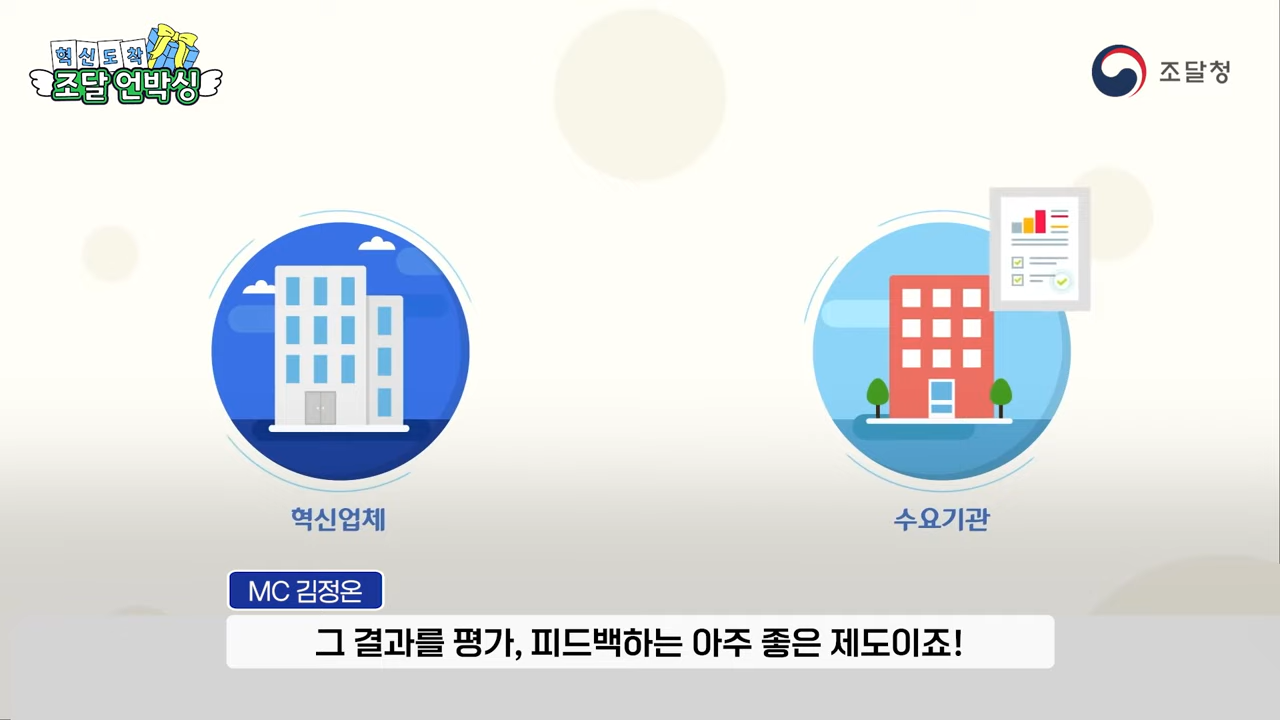 혁신도착
조달 언박싱
조달청
혁신업체
수요기관
MC 김정온
그 결과를 평가, 피드백하는 아주 좋은 제도이죠!